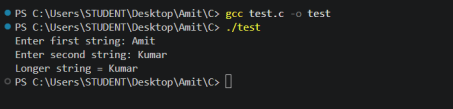 PS C:\Users\STUDENT\Desktop\Amit\C> gcc test.c -o test
PS C:\Users\STUDENT\Desktop\Amit\C> ./test
Enter first string: Amit
Enter second string: Kumar
Longer string = Kumar
PS C:\Users\STUDENT\Desktop\Amit\C>